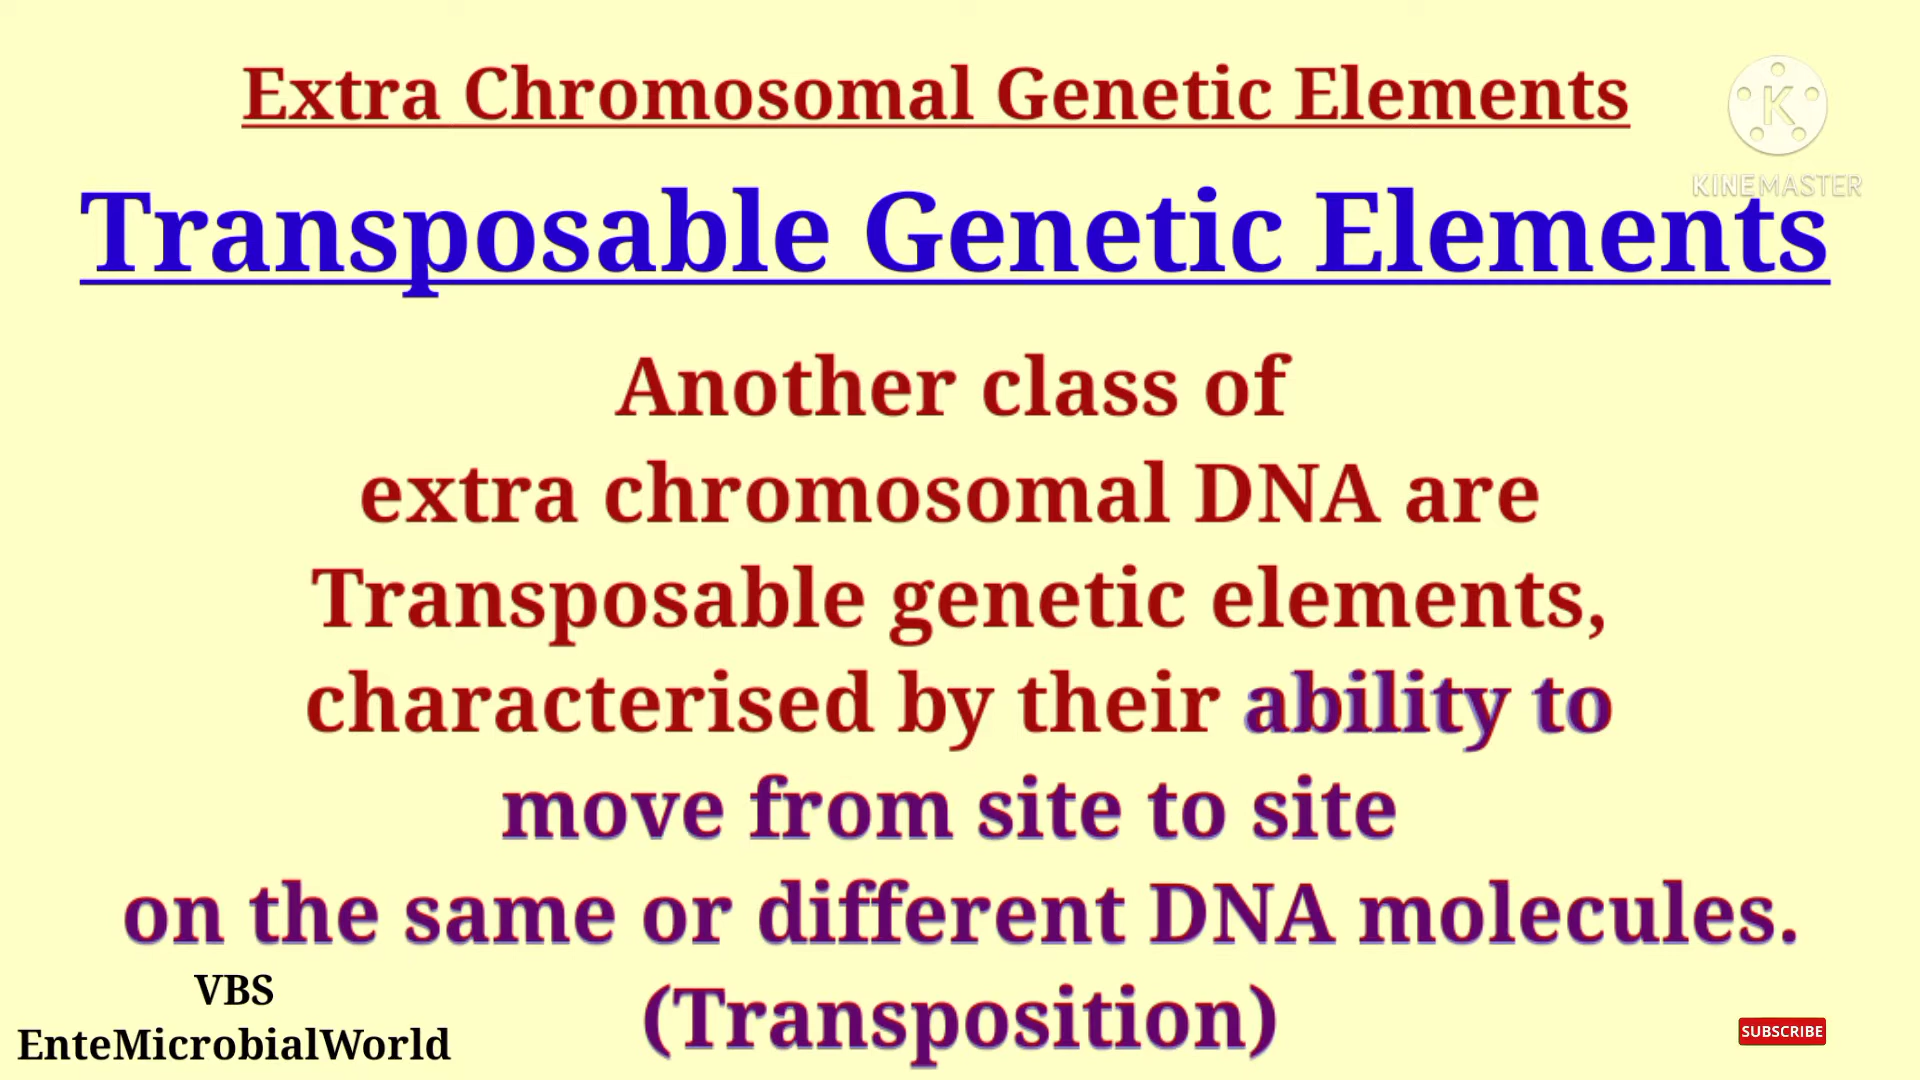 Extra Chromosomal Genetic Elements
K
KINEMASTER
Transposable Genetic Elements
Another class of
extra chromosomal DNA are
Transposable genetic elements,
characterised by their ability to
move from site to site
on the same or different DNA molecules.
(Transposition)
VBS
EnteMicrobialWorld
SUBSCRIBE